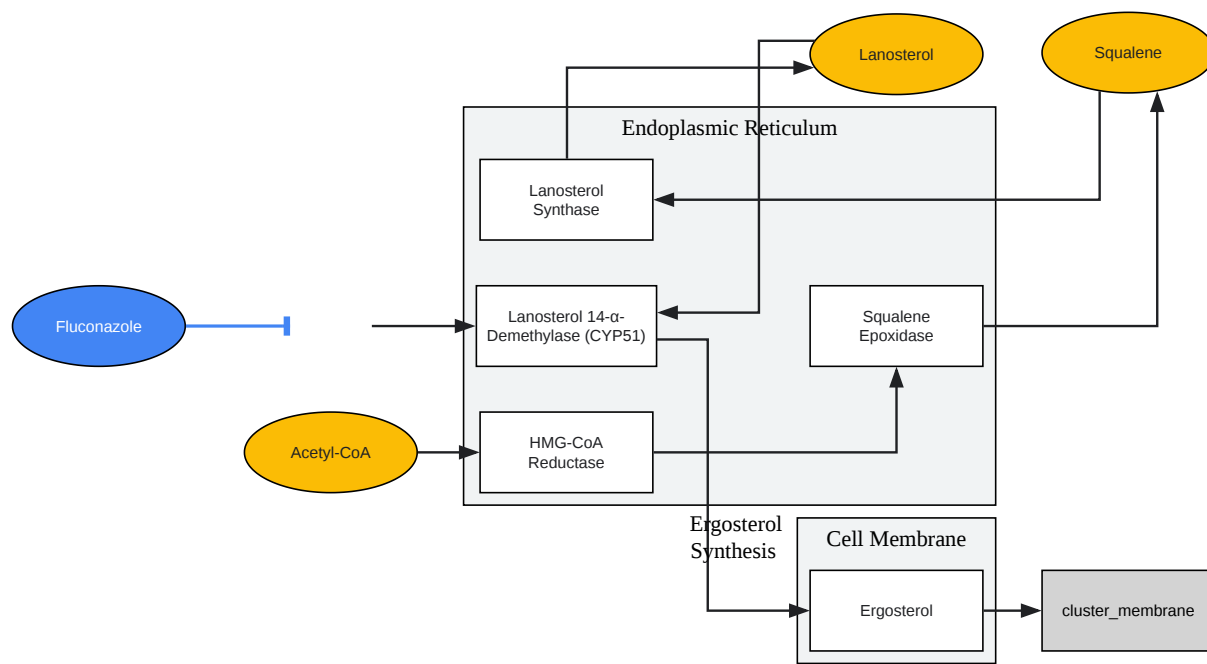 Lanosterol
Squalene
Endoplasmic Reticulum
Lanosterol
Synthase
Fluconazole
Lanosterol 14-α-
Demethylase (CYP51)
Squalene
Epoxidase
Acetyl-CoA
HMG-CoA
Reductase
Ergosterol
Synthesis
Cell Membrane
Ergosterol
cluster_membrane